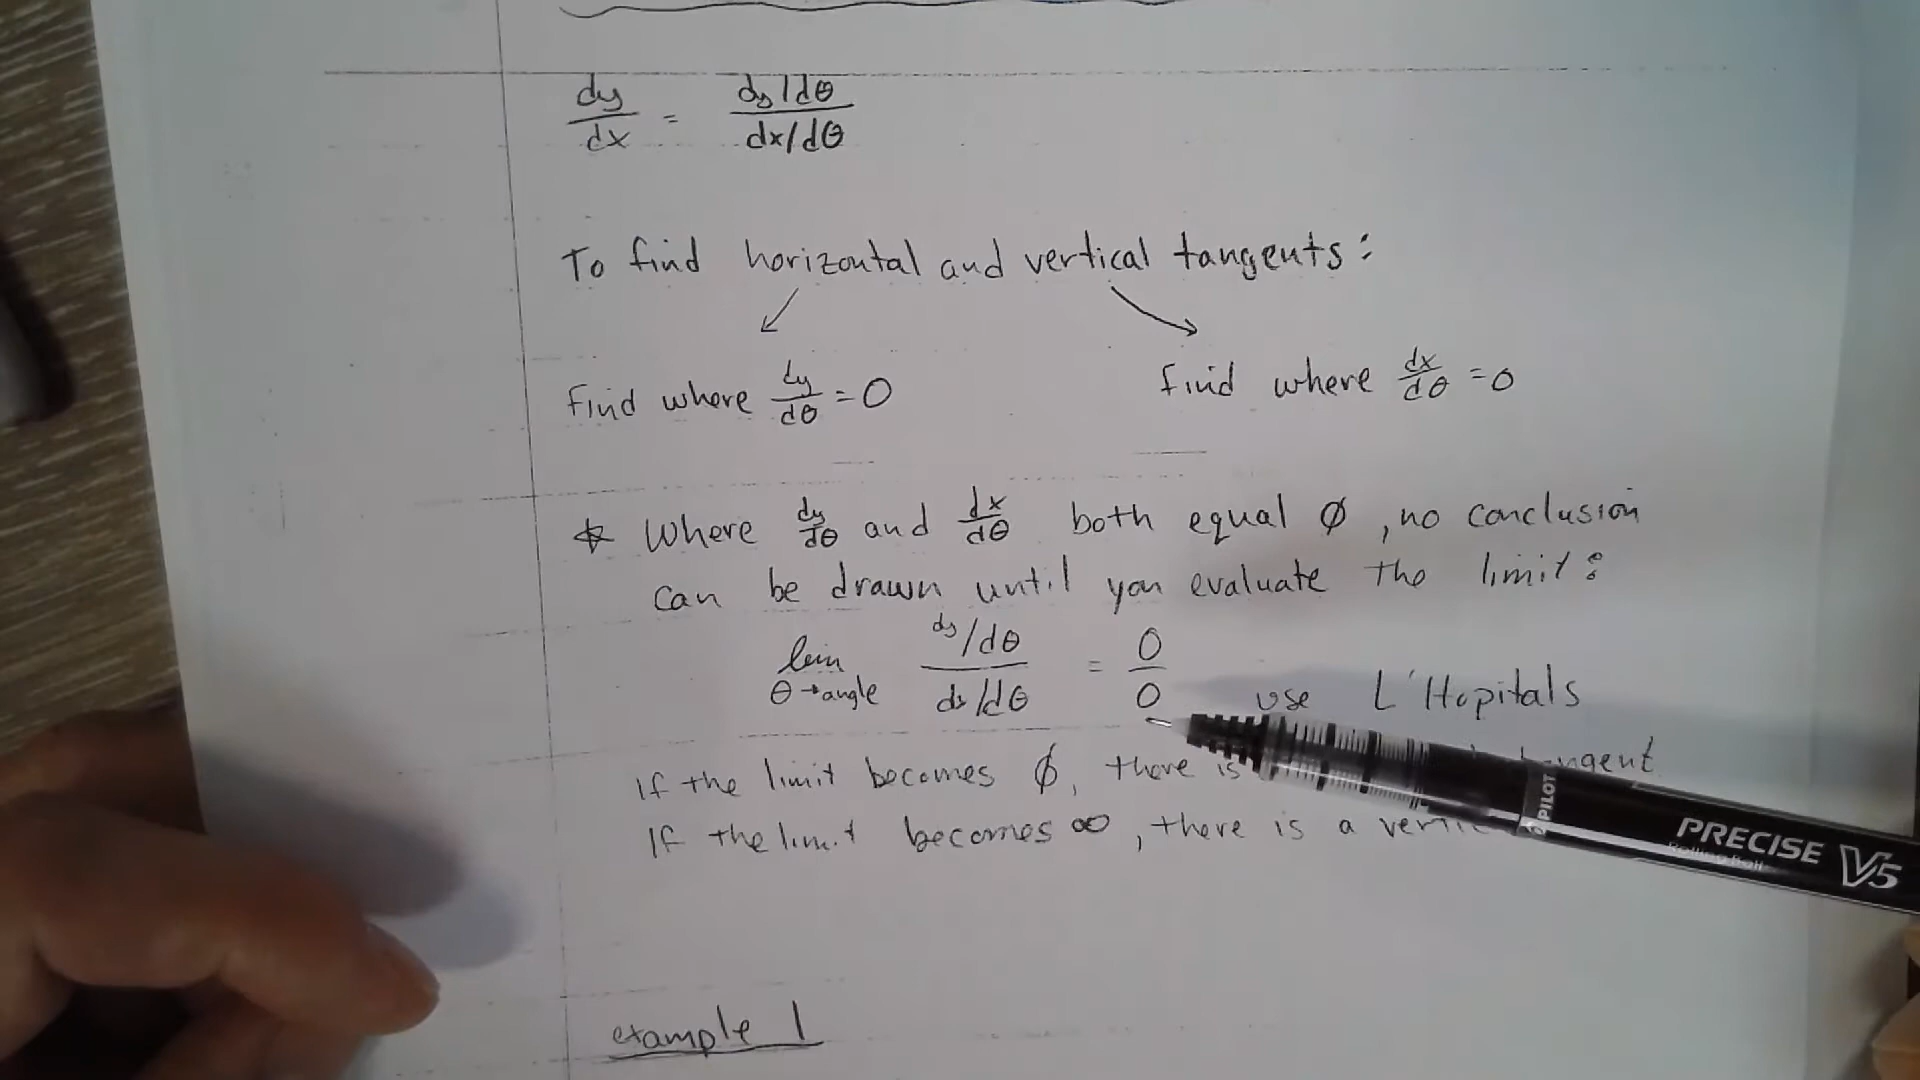 dy/dx = dy/dθ / dx/dθ
To find horizontal and vertical tangents:
find where dy/dθ = 0
find where dx/dθ = 0
* Where dy/dθ and dx/dθ both equal Ø, no conclusion
can be drawn until you evaluate the limit:
lim θ→angle dy/dθ / dx/dθ = 0/0 use L'Hopitals
If the limit becomes Ø, there is
If the limit becomes ∞, there is a
example 1
PILOT
PRECISE V5
Rolling Ball